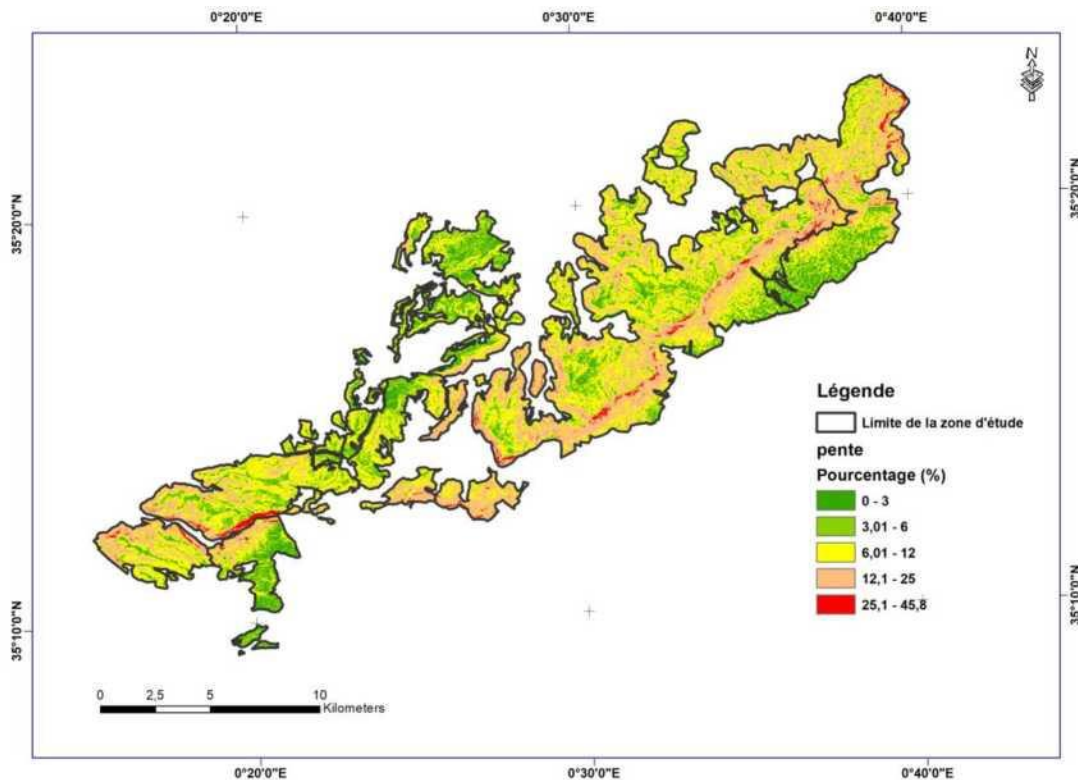 0°20'0"E 0°30'0"E 0°40'0"E
N
35°20'0"N
35°20'0"N
Légende
Limite de la zone d'étude
pente
Pourcentage (%)
0 - 3
3,01 - 6
6,01 - 12
12,1 - 25
25,1 - 45,8
35°10'0"N
35°10'0"N
0 2,5 5 10
Kilometers
0°20'0"E 0°30'0"E 0°40'0"E